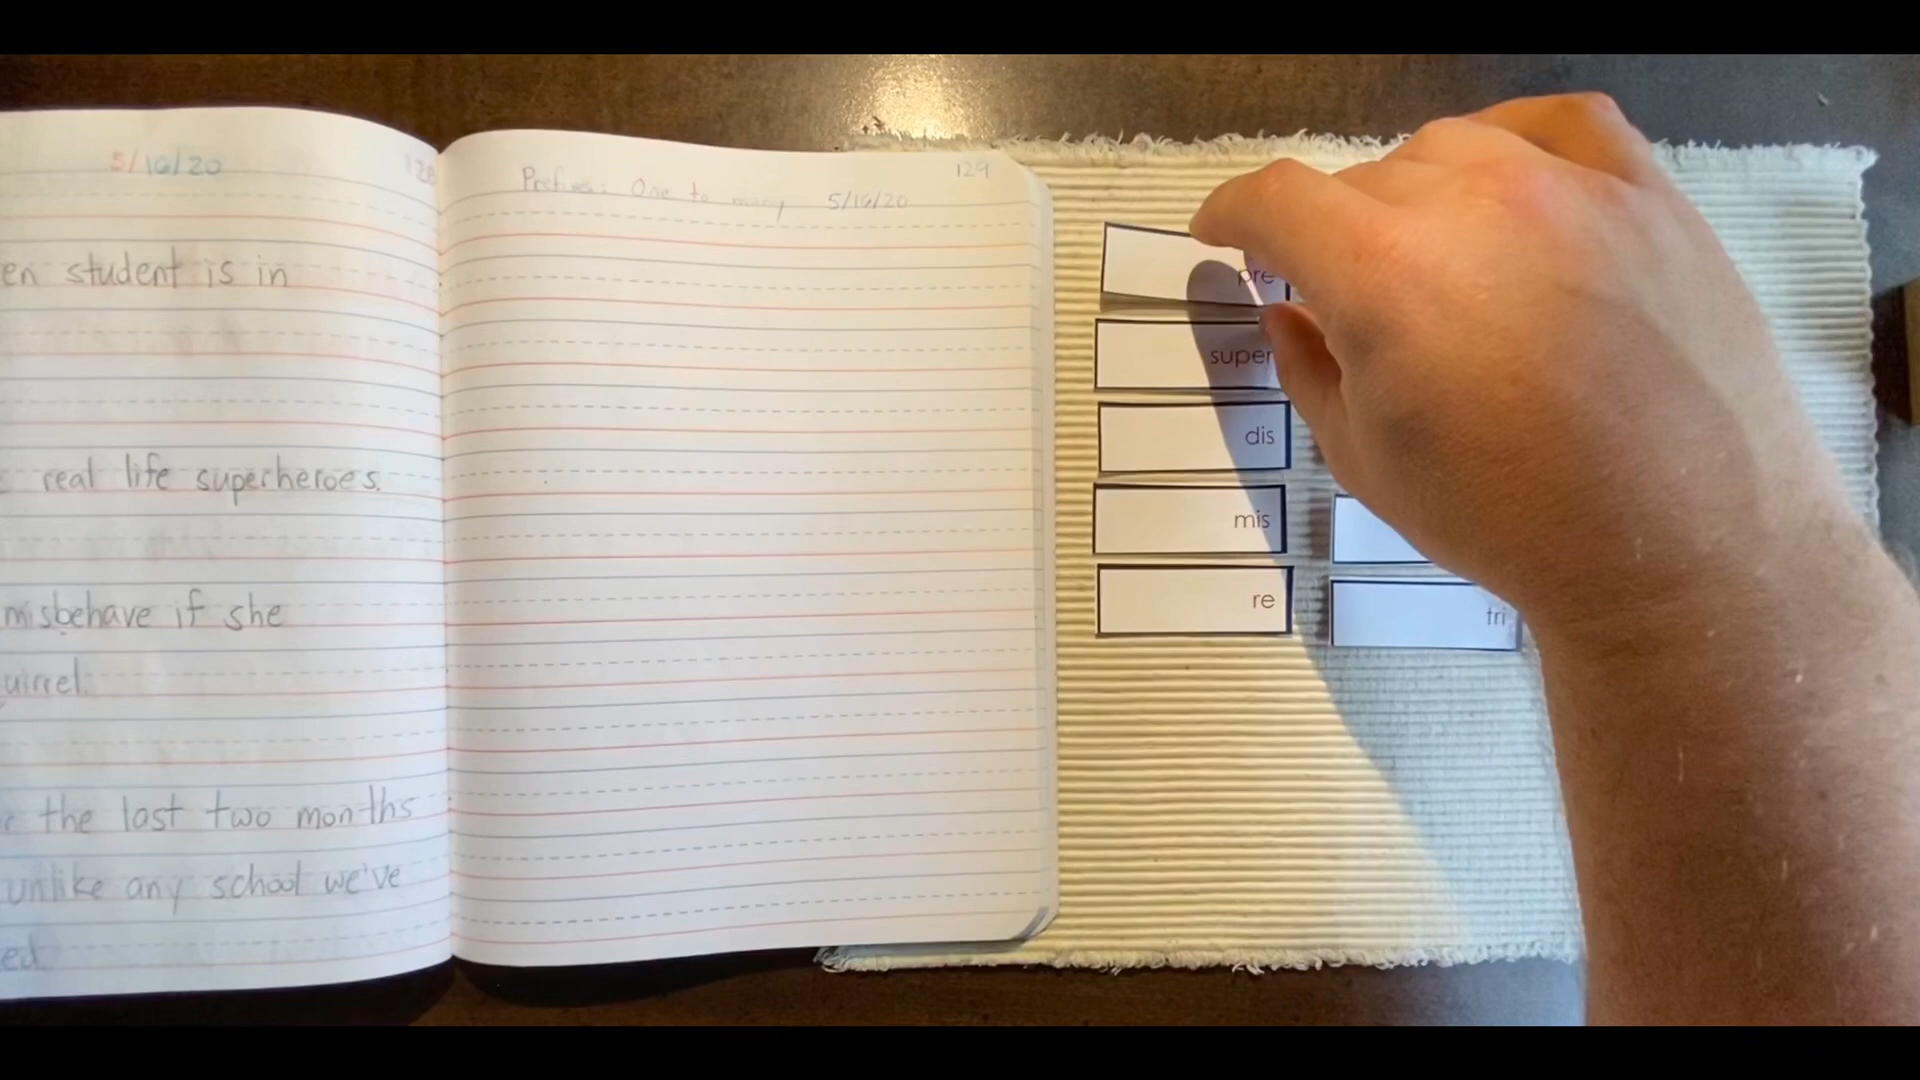 5/16/20
128
en student is in
real life superheroes.
misbehave if she
uirrel.
the last two months
unlike any school we've
ed
129
Prefixes: One to many 5/16/20
pre
super
dis
mis
re
tri